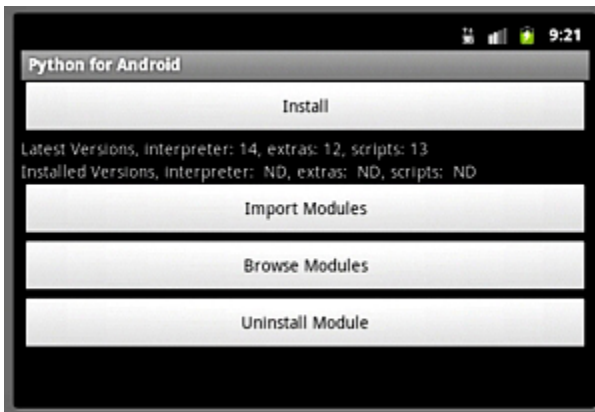 9:21
Python for Android
Install
Latest Versions, interpreter: 14, extras: 12, scripts: 13
Installed Versions, interpreter: ND, extras: ND, scripts: ND
Import Modules
Browse Modules
Uninstall Module